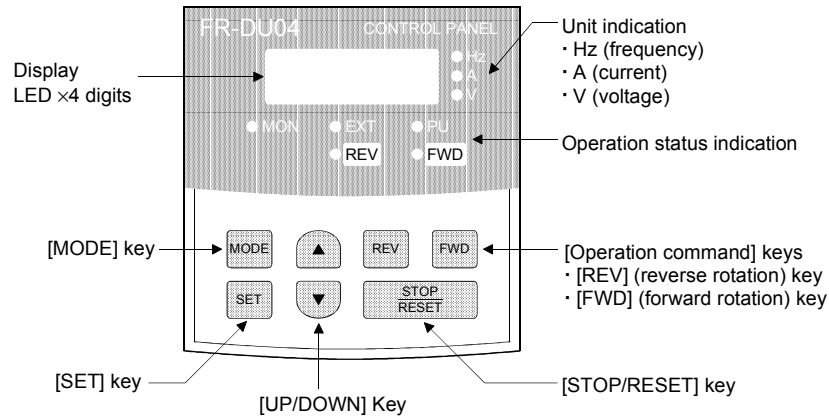 FR-DU04 CONTROL PANEL
Hz
A
V
MON EXT PU
REV FWD
MODE ▲ REV FWD
SET ▼ STOP
RESET
Display
LED ×4 digits
Unit indication
· Hz (frequency)
· A (current)
· V (voltage)
Operation status indication
[MODE] key
[Operation command] keys
· [REV] (reverse rotation) key
· [FWD] (forward rotation) key
[SET] key
[UP/DOWN] Key
[STOP/RESET] key